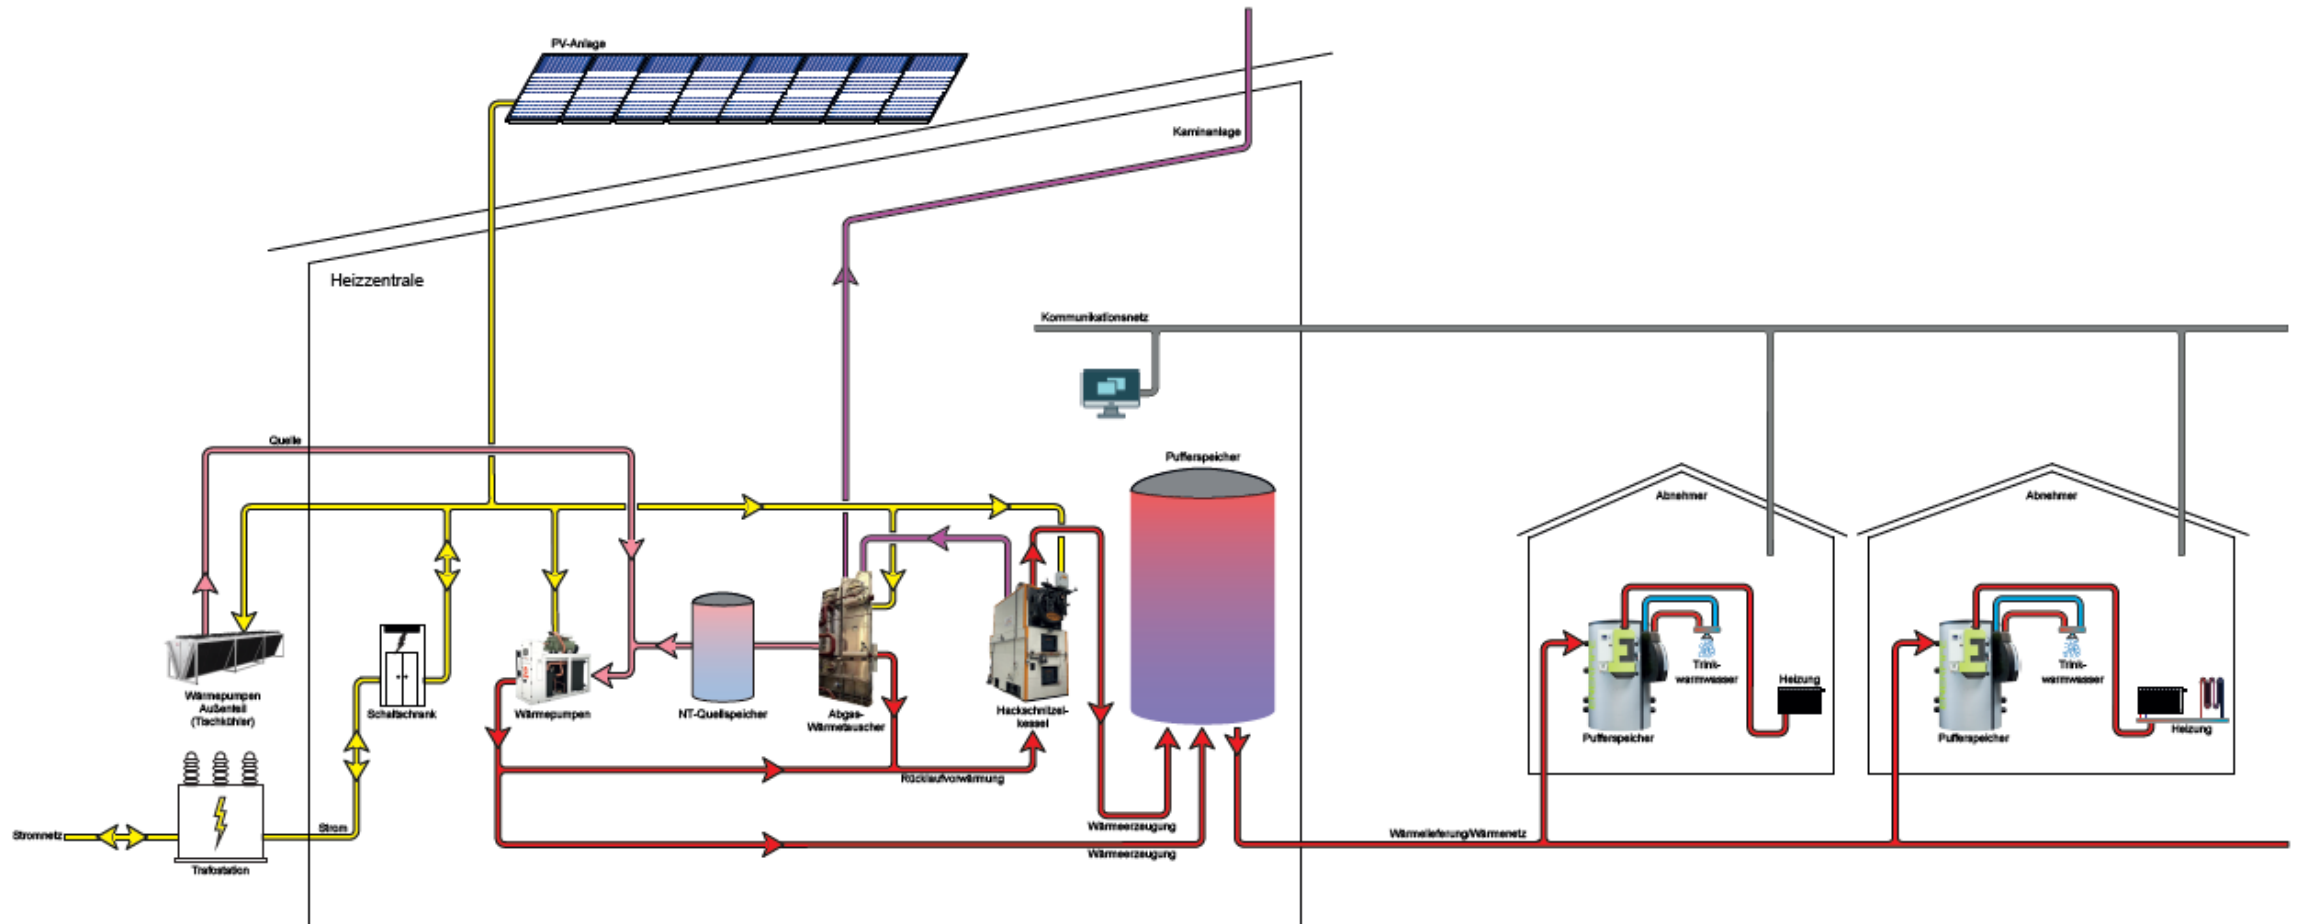 PV-Anlage
Kaminanlage
Heizzentrale
Kommunikationsnetz
Quelle
Pufferspeicher
Abnehmer
Abnehmer
Wärmepumpen
Außenteil
(Tischkühler)
Schaltschrank
Wärmepumpen
NT-Quellspeicher
Abgas-
Wärmetauscher
Hackschnitzel-
kessel
Trink-
warmwasser
Heizung
Pufferspeicher
Trink-
warmwasser
Heizung
Pufferspeicher
Rücklaufvorwärmung
Stromnetz
Strom
Trafostation
Wärmeerzeugung
Wärmeerzeugung
Wärmelieferung/Wärmenetz